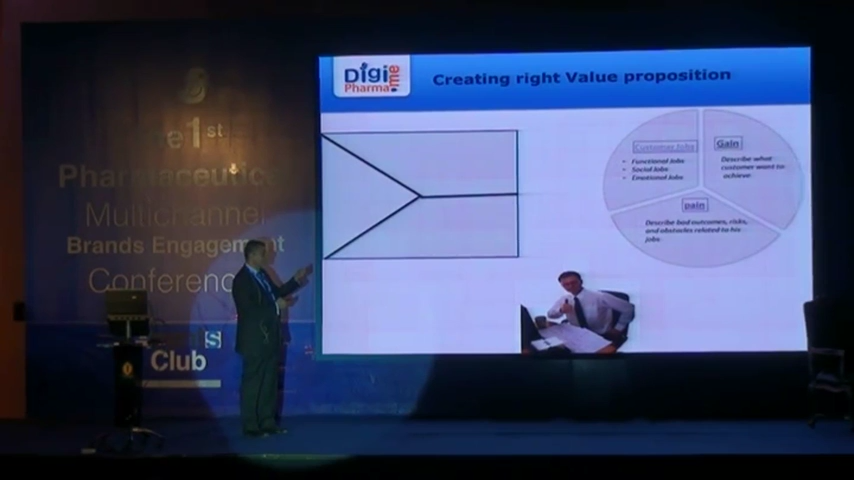 Digi
Pharma
me
Creating right Value proposition
Customer Jobs
• Functional Jobs
• Social Jobs
• Emotional Jobs
Gain
Describe what
customer want to
achieve
pain
Describe bad outcomes, risks,
and obstacles related to his
jobs
e 1st
Pharmaceutic
Multichannel
Brands Engagement
Conferenc
S
Club